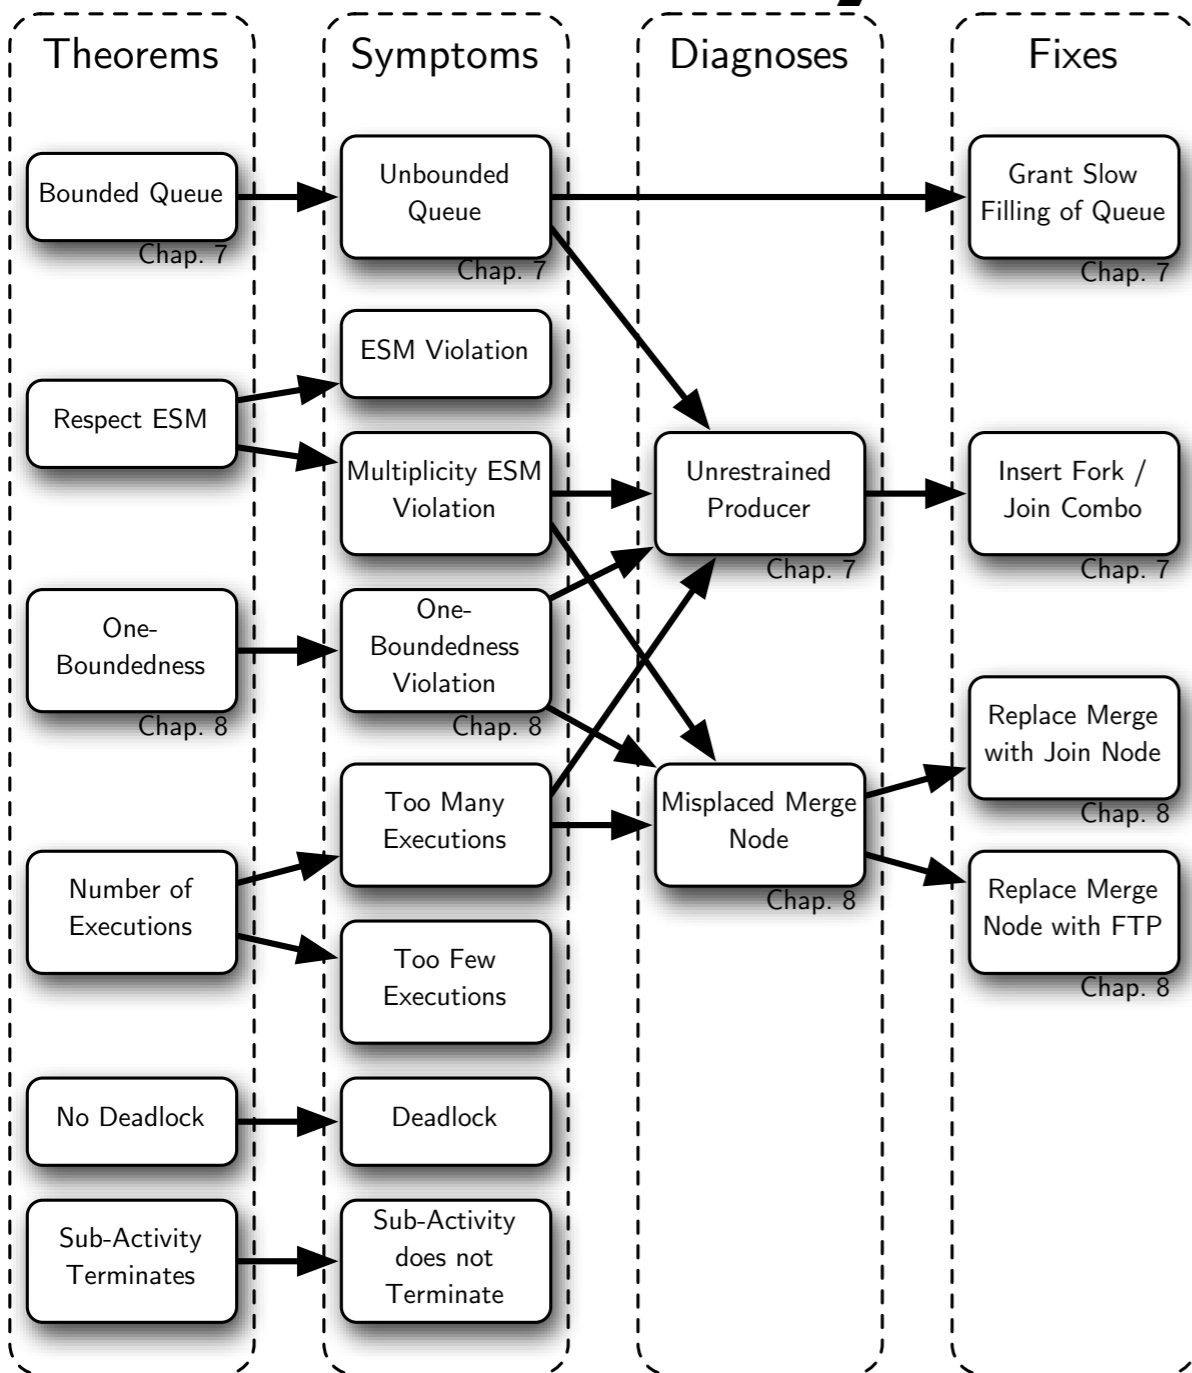 Theorems
Symptoms
Diagnoses
Fixes
Bounded Queue
Chap. 7
Respect ESM
One-
Boundedness
Chap. 8
Number of
Executions
No Deadlock
Sub-Activity
Terminates
Unbounded
Queue
Chap. 7
ESM Violation
Multiplicity ESM
Violation
One-
Boundedness
Violation
Chap. 8
Too Many
Executions
Too Few
Executions
Deadlock
Sub-Activity
does not
Terminate
Unrestrained
Producer
Chap. 7
Misplaced Merge
Node
Chap. 8
Grant Slow
Filling of Queue
Chap. 7
Insert Fork /
Join Combo
Chap. 7
Replace Merge
with Join Node
Chap. 8
Replace Merge
Node with FTP
Chap. 8